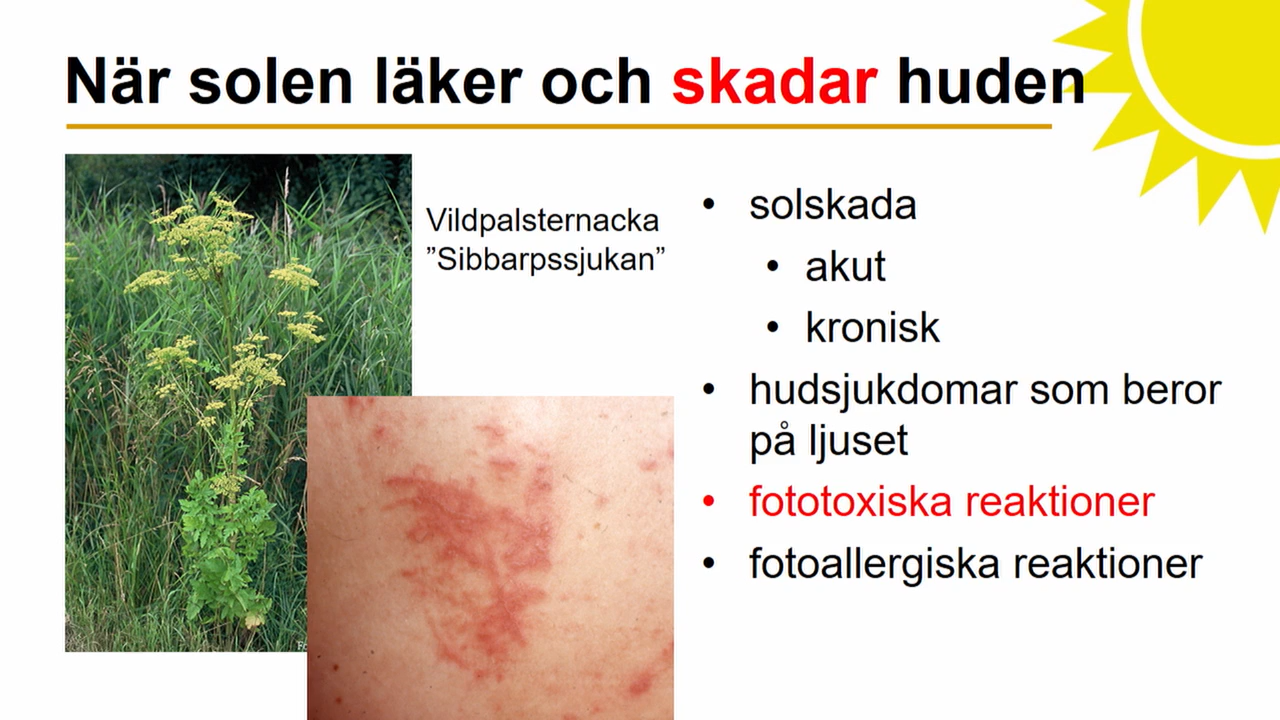 När solen läker och skadar huden
Vildpalsternacka
”Sibbarpssjukan”
• solskada
• akut
• kronisk
• hudsjukdomar som beror
på ljuset
• fototoxiska reaktioner
• fotoallergiska reaktioner